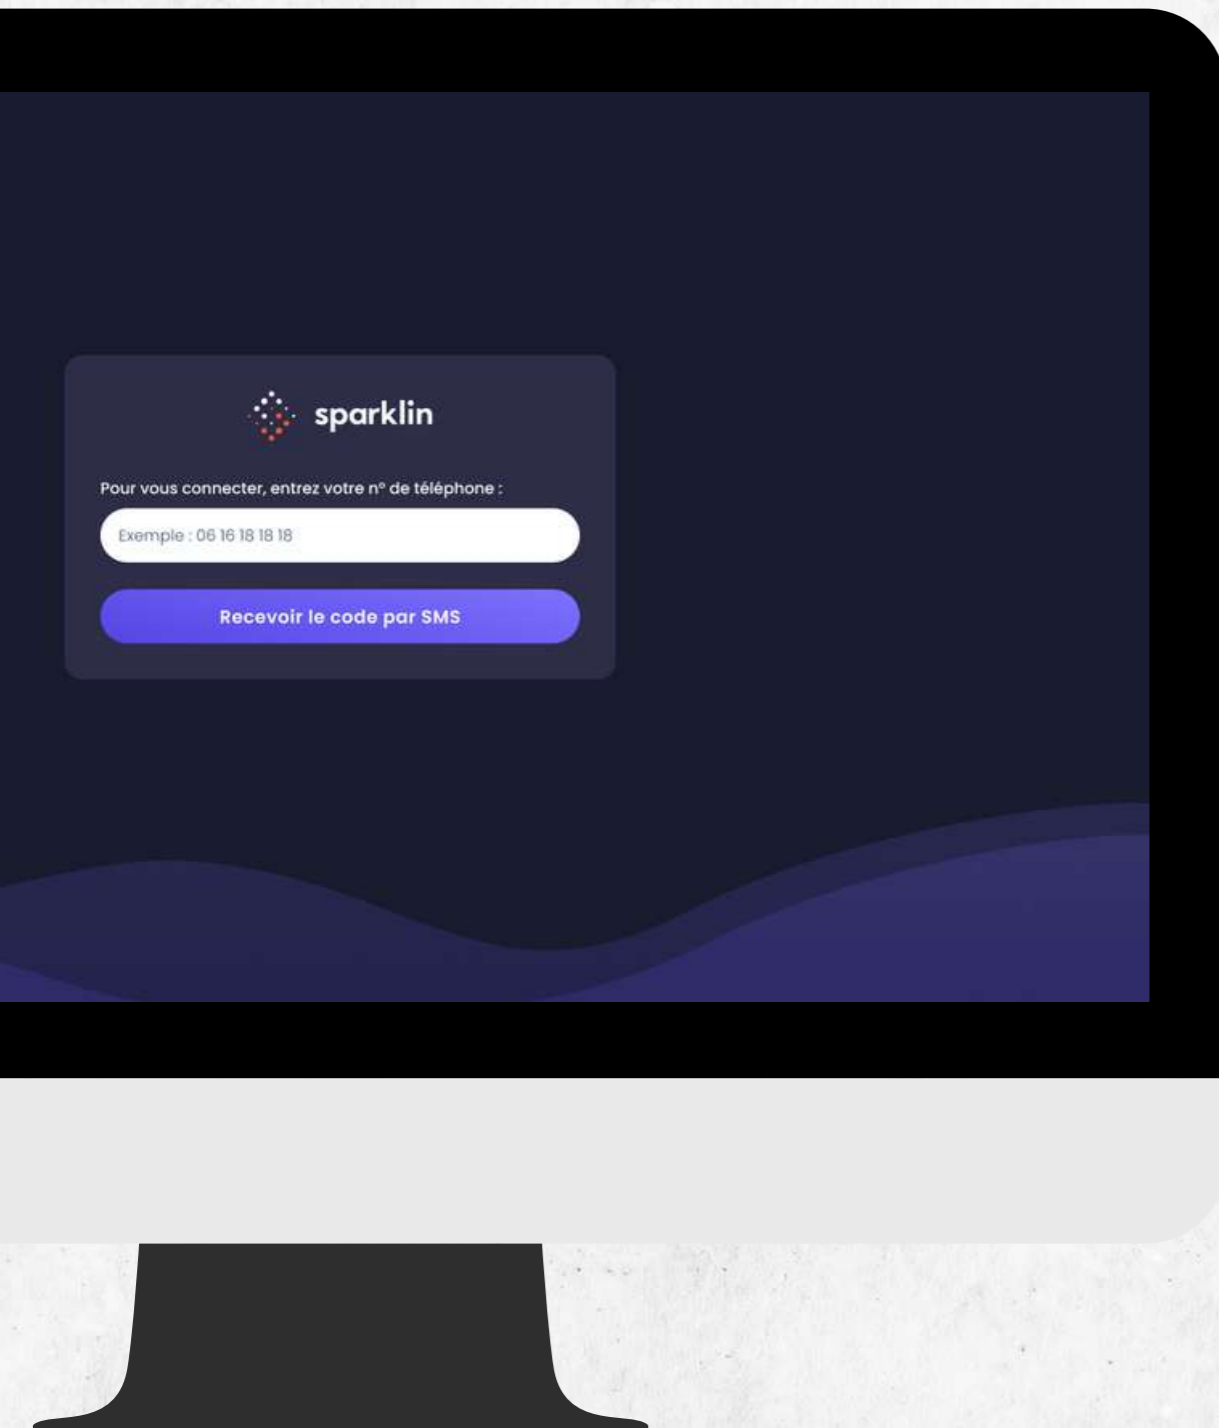 sparklin
Pour vous connecter, entrez votre n° de téléphone :
Exemple : 06 16 18 18 18
Recevoir le code par SMS